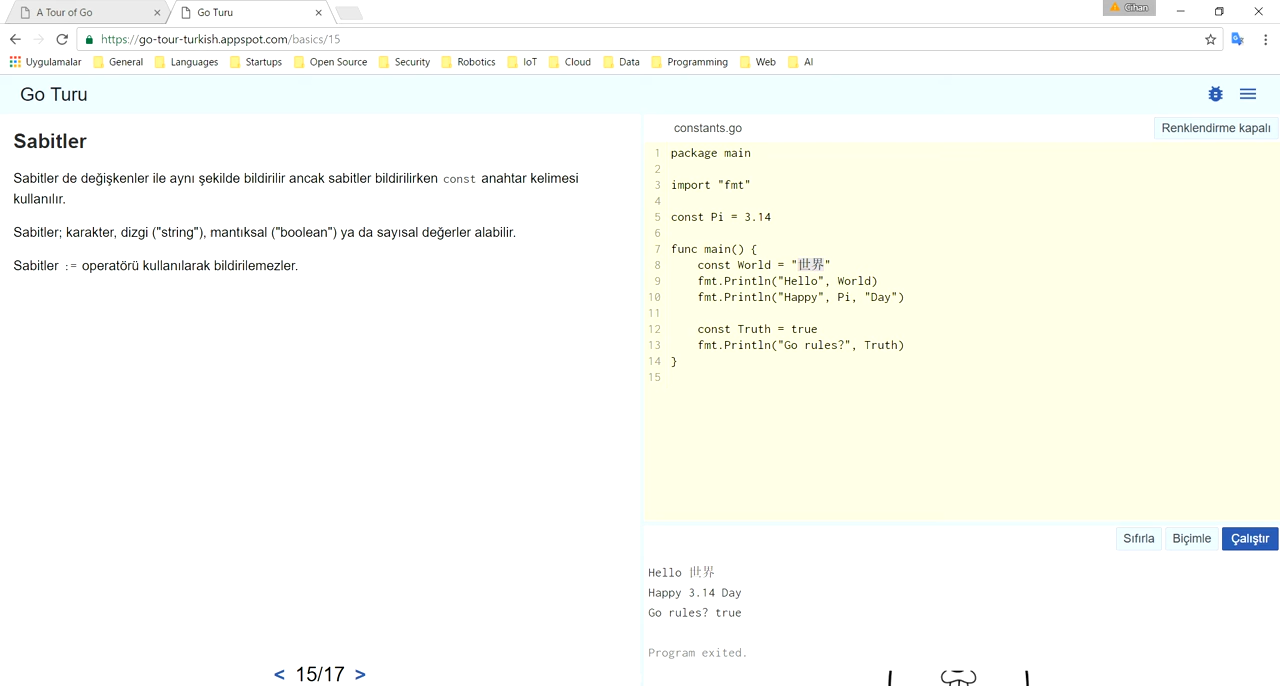 A Tour of Go
Go Turu
Cihan
https://go-tour-turkish.appspot.com/basics/15
Uygulamalar General Languages Startups Open Source Security Robotics IoT Cloud Data Programming Web AI
Go Turu
Sabitler
Sabitler de değişkenler ile aynı şekilde bildirilir ancak sabitler bildirilirken const anahtar kelimesi
kullanılır.
Sabitler; karakter, dizgi ("string"), mantıksal ("boolean") ya da sayısal değerler alabilir.
Sabitler := operatörü kullanılarak bildirilemezler.
< 15/17 >
constants.go
Renklendirme kapalı
1 package main
2
3 import "fmt"
4
5 const Pi = 3.14
6
7 func main() {
8 const World = "世界"
9 fmt.Println("Hello", World)
10 fmt.Println("Happy", Pi, "Day")
11
12 const Truth = true
13 fmt.Println("Go rules?", Truth)
14 }
15
Sıfırla Biçimle Çalıştır
Hello 世界
Happy 3.14 Day
Go rules? true
Program exited.